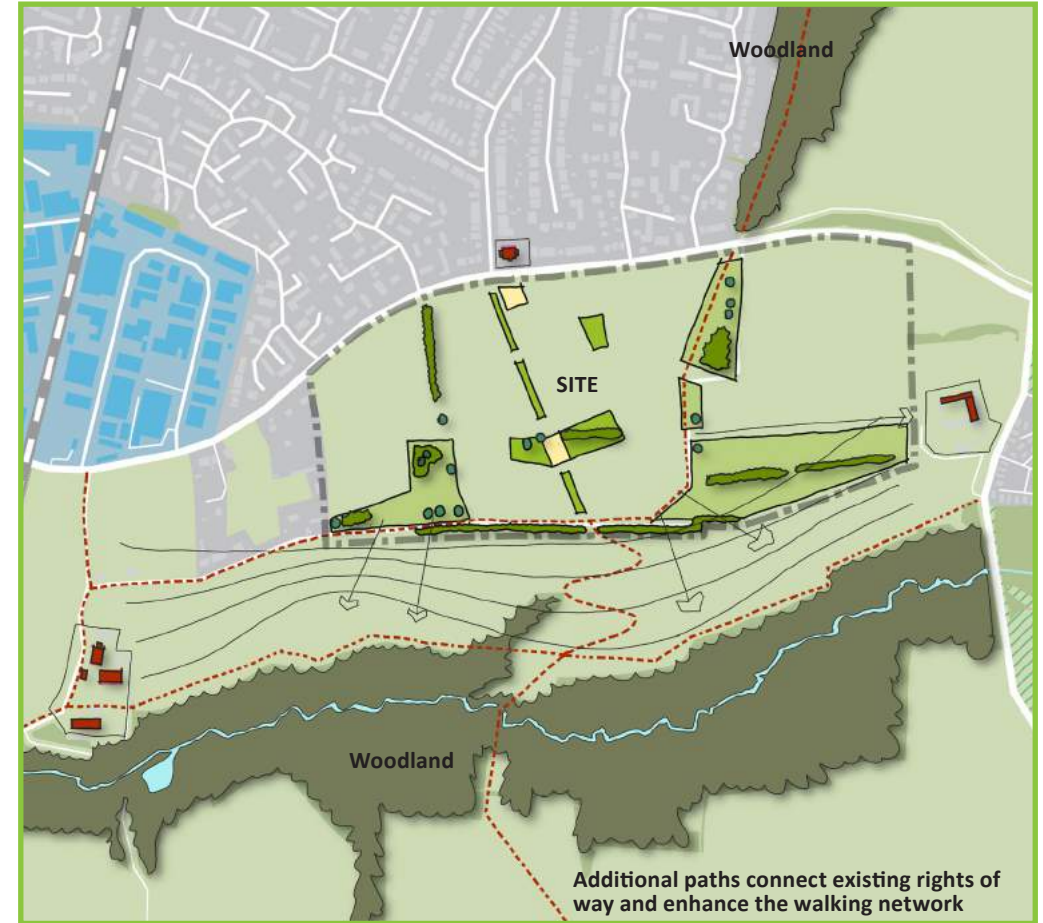 Woodland
SITE
Woodland
Additional paths connect existing rights of
way and enhance the walking network